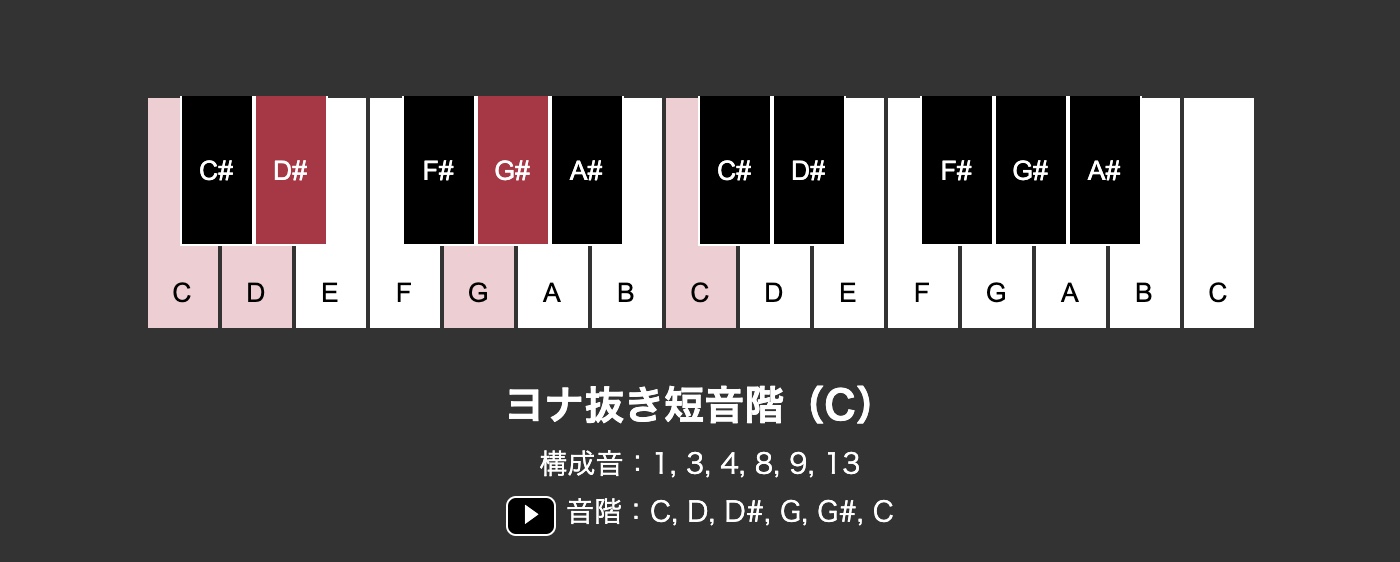 C# D# F# G# A# C# D# F# G# A#
C D E F G A B C D E F G A B C
ヨナ抜き短音階（C）
構成音：1, 3, 4, 8, 9, 13
音階：C, D, D#, G, G#, C